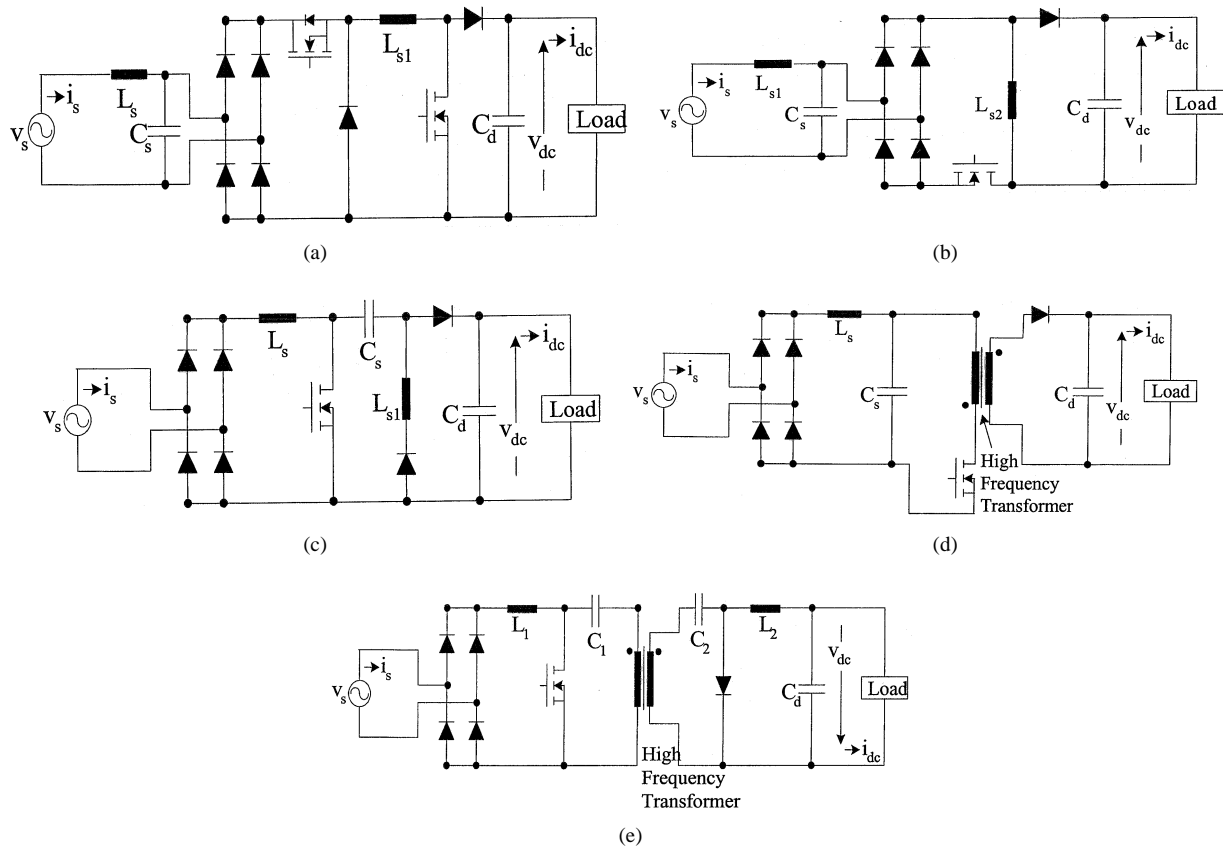 i_s
L_s
v_s
C_s
L_s1
C_d
v_dc
i_dc
Load
(a)
i_s
L_s1
v_s
C_s
L_s2
C_d
v_dc
i_dc
Load
(b)
i_s
v_s
L_s
C_s
L_s1
C_d
v_dc
i_dc
Load
(c)
i_s
v_s
L_s
C_s
C_d
v_dc
i_dc
Load
High
Frequency
Transformer
(d)
i_s
v_s
L_1
C_1
C_2
L_2
C_d
v_dc
i_dc
Load
High
Frequency
Transformer
(e)